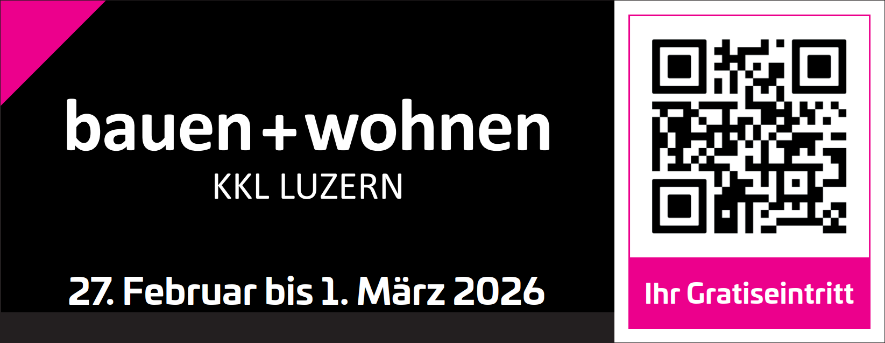 bauen+wohnen
KKL LUZERN
27. Februar bis 1. März 2026
Ihr Gratiseintritt